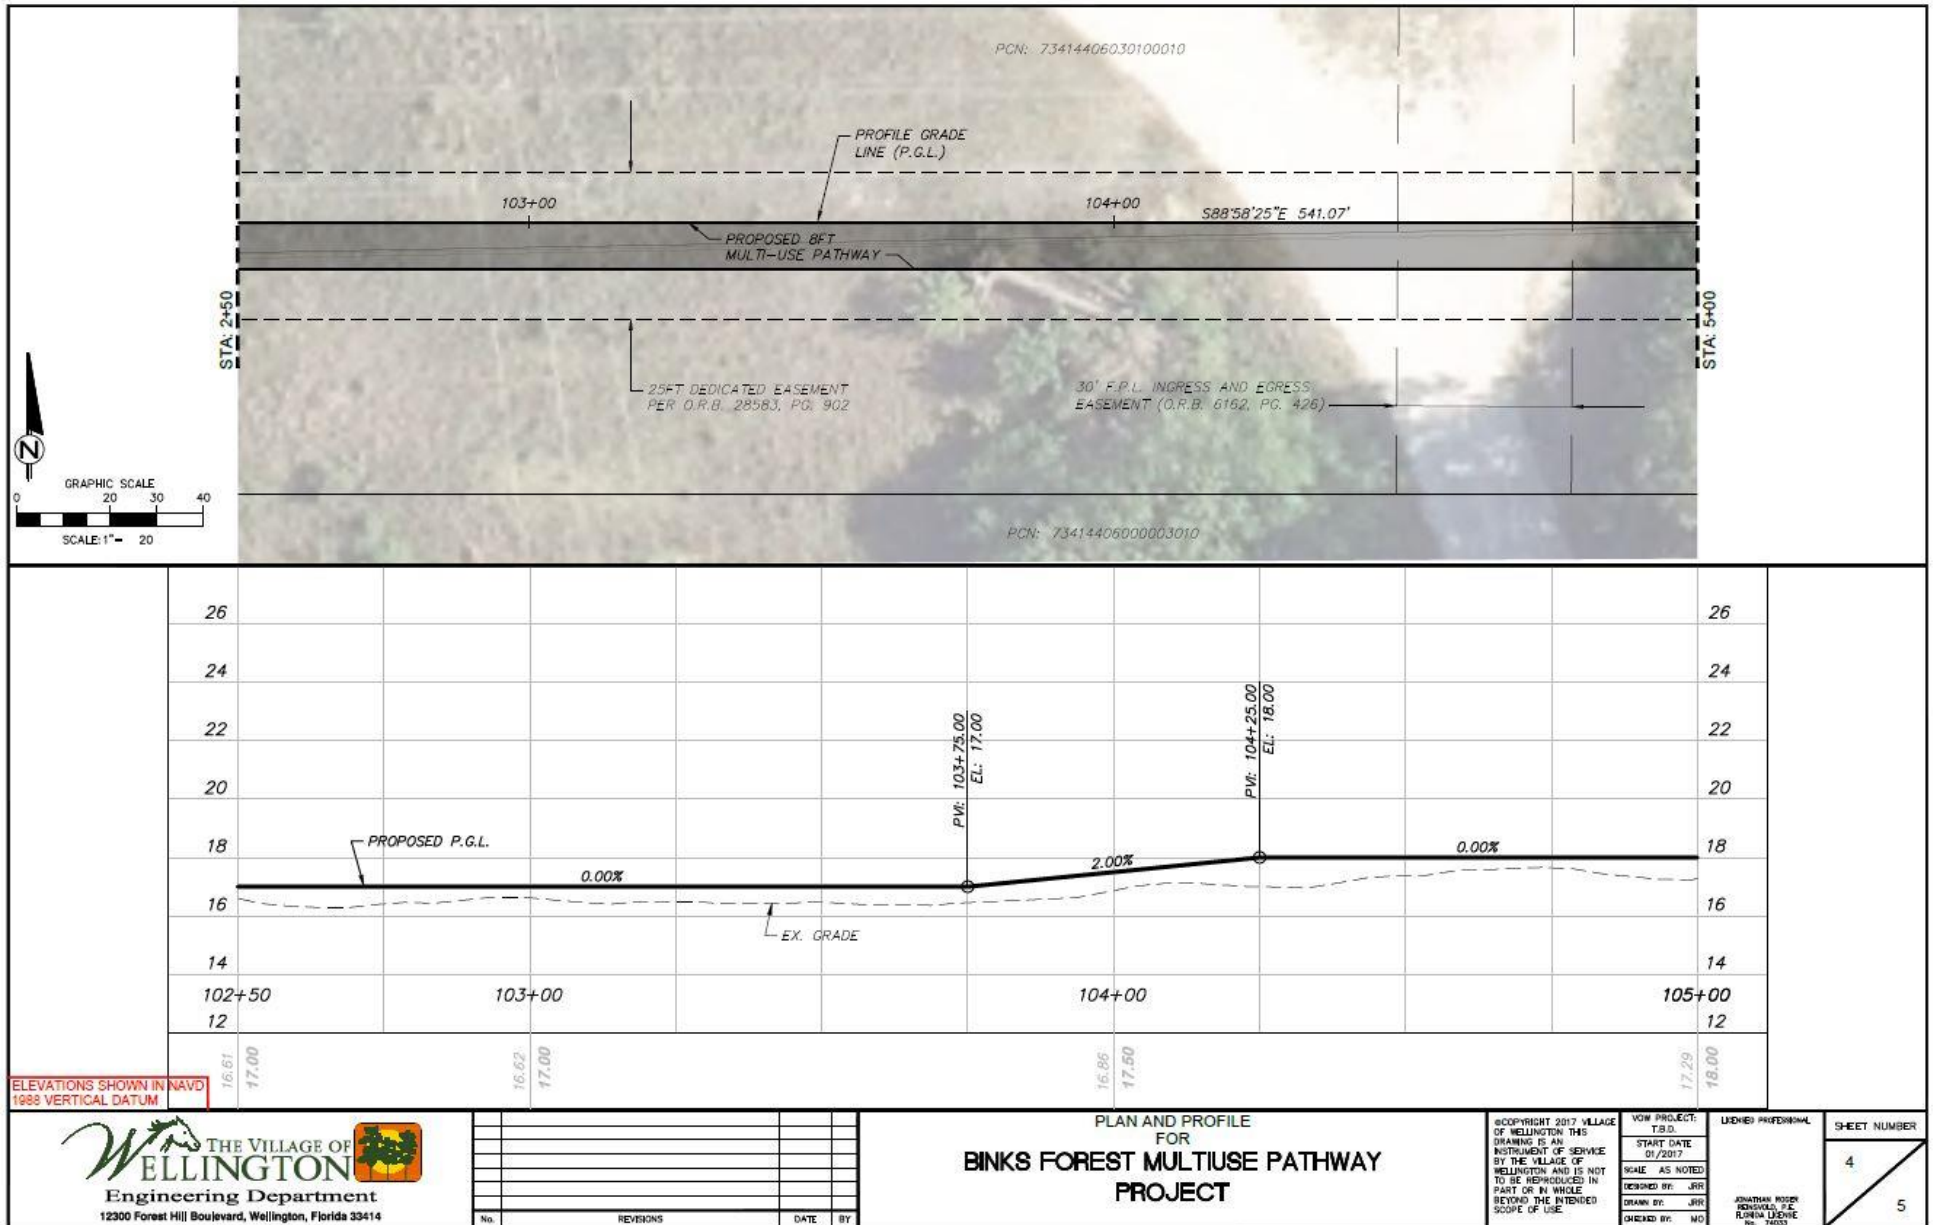 PCN: 73414406030100010
PROFILE GRADE
LINE (P.G.L.)
103+00
104+00
S88°58'25"E 541.07'
PROPOSED 8FT
MULTI-USE PATHWAY
STA: 2+50
STA: 5+00
25FT DEDICATED EASEMENT
PER O.R.B. 28583, PG. 902
30' F.P.L. INGRESS AND EGRESS
EASEMENT (O.R.B. 6162, PG. 426)
N
GRAPHIC SCALE
0 20 30 40
SCALE: 1"= 20
PCN: 73414406000003010
26 26
24 24
22 22
20 20
18 18
16 16
14 14
12 12
PVI: 103+75.00
EL: 17.00
PVI: 104+25.00
EL: 18.00
PROPOSED P.G.L.
0.00%
2.00%
0.00%
EX. GRADE
102+50 103+00 104+00 105+00
16.61
17.00
16.62
17.00
16.86
17.50
17.29
18.00
ELEVATIONS SHOWN IN NAVD
1988 VERTICAL DATUM
THE VILLAGE OF
WELLINGTON
Engineering Department
12300 Forest Hill Boulevard, Wellington, Florida 33414
No. REVISIONS DATE BY
PLAN AND PROFILE
FOR
BINKS FOREST MULTIUSE PATHWAY
PROJECT
©COPYRIGHT 2017 VILLAGE
OF WELLINGTON THIS
DRAWING IS AN
INSTRUMENT OF SERVICE
BY THE VILLAGE OF
WELLINGTON AND IS NOT
TO BE REPRODUCED IN
PART OR IN WHOLE
BEYOND THE INTENDED
SCOPE OF USE
VOW PROJECT:
T.B.D.
START DATE
01/2017
SCALE AS NOTED
DESIGNED BY: JRR
DRAWN BY: JRR
CHECKED BY: MO
LICENSED PROFESSIONAL
JONATHAN ROGER
REINSVOLD, P.E.
FLORIDA LICENSE
No. 74033
SHEET NUMBER
4
5